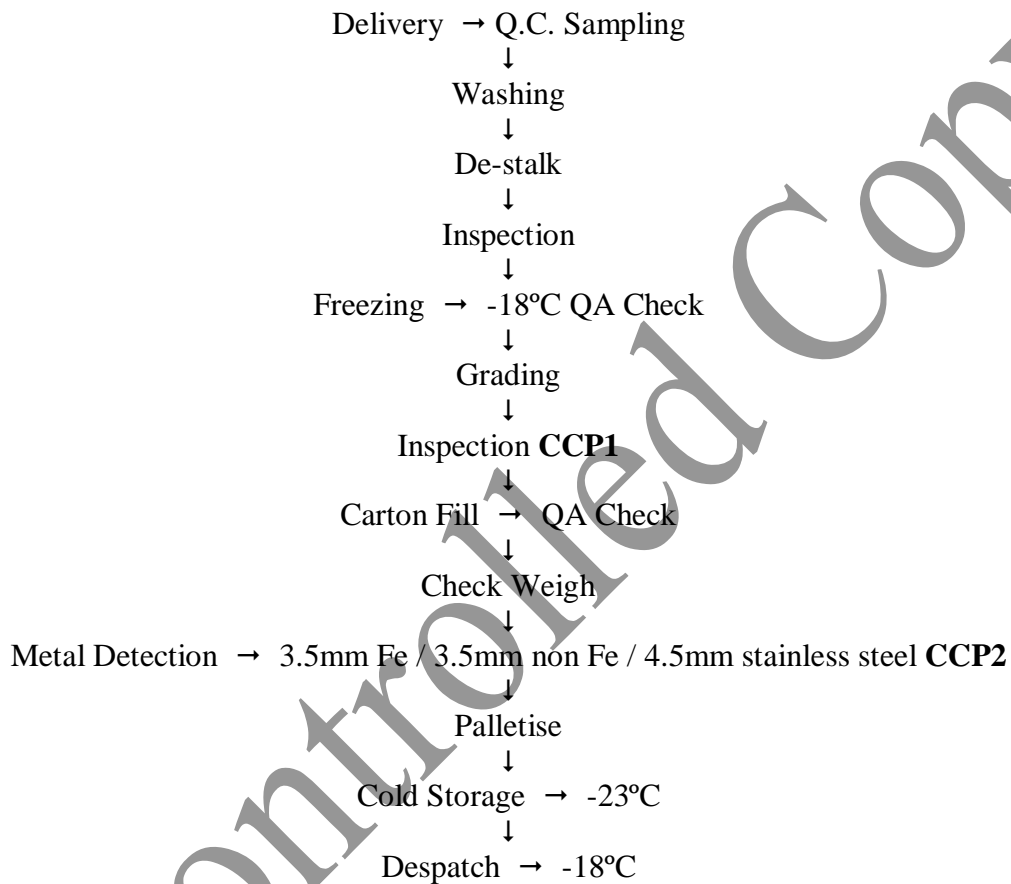 Delivery → Q.C. Sampling
↓
Washing
↓
De-stalk
↓
Inspection
↓
Freezing → -18ºC QA Check
↓
Grading
↓
Inspection CCP1
↓
Carton Fill → QA Check
↓
Check Weigh
↓
Metal Detection → 3.5mm Fe / 3.5mm non Fe / 4.5mm stainless steel CCP2
↓
Palletise
↓
Cold Storage → -23ºC
↓
Despatch → -18ºC
ontrolled Cop